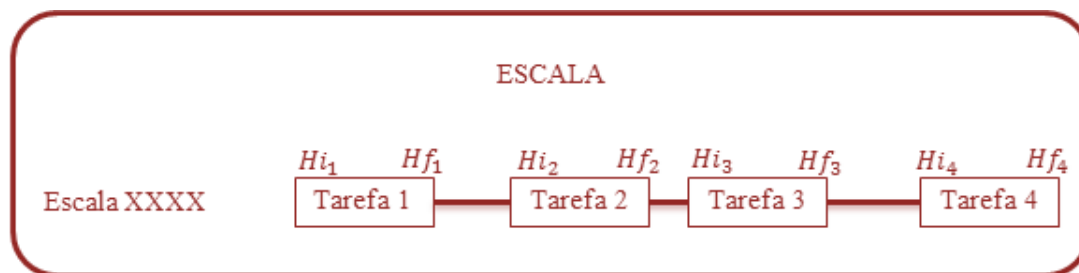 ESCALA
Hi₁ Hf₁ Hi₂ Hf₂ Hi₃ Hf₃ Hi₄ Hf₄
Escala XXXX Tarefa 1 Tarefa 2 Tarefa 3 Tarefa 4